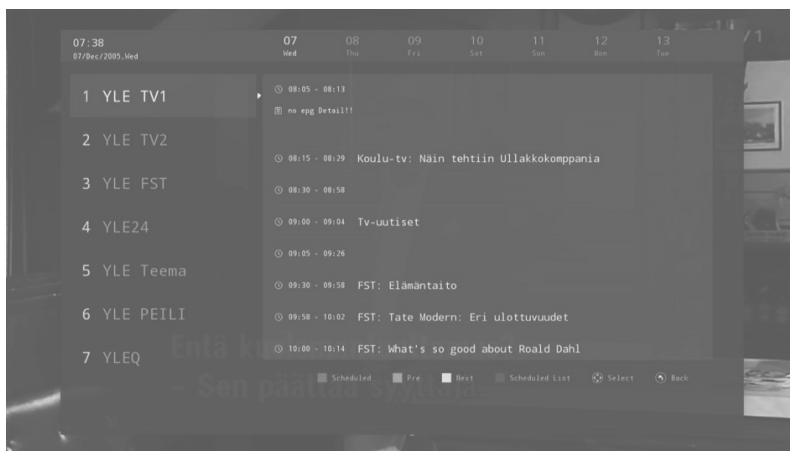 07:38
07/Dec/2005,Wed
07 08 09 10 11 12 13
Wed Thu Fri Sat Sun Mon Tue
/1
1 YLE TV1
2 YLE TV2
3 YLE FST
4 YLE24
5 YLE Teema
6 YLE PEILI
7 YLEQ
08:05 - 08:13
no epg Detail!!
08:15 - 08:29 Koulu-tv: Näin tehtiin Ullakkokomppania
08:30 - 08:58
09:00 - 09:04 Tv-uutiset
09:05 - 09:26
09:30 - 09:58 FST: Elämäntaito
09:58 - 10:02 FST: Tate Modern: Eri ulottuvuudet
10:00 - 10:14 FST: What's so good about Roald Dahl
Scheduled Pre Next Scheduled List Select Back
Entä
- Sen päättää syyttäjä.